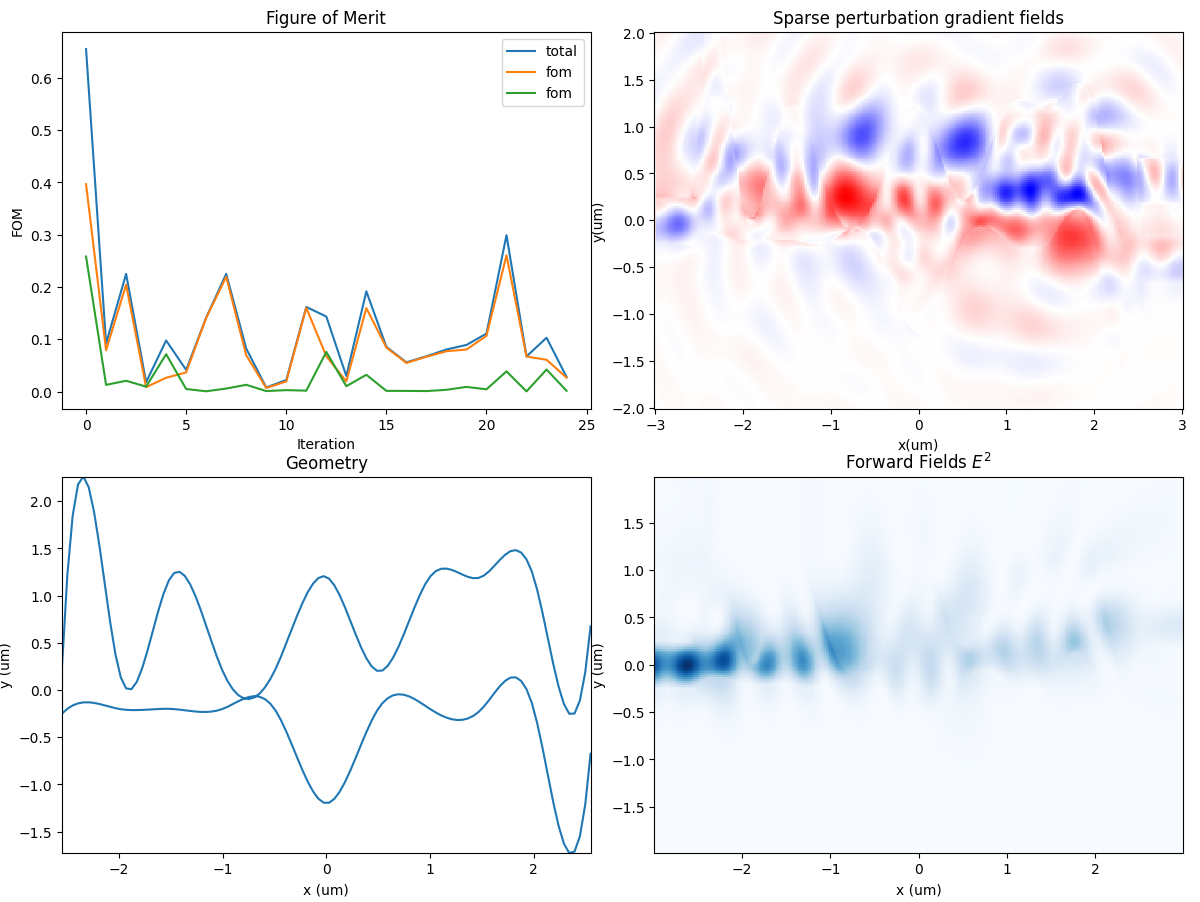 Figure of Merit
total
fom
fom
FOM
0.6
0.5
0.4
0.3
0.2
0.1
0.0
0 5 10 15 20 25
Iteration
Sparse perturbation gradient fields
y(um)
2.0
1.5
1.0
0.5
0.0
−0.5
−1.0
−1.5
−2.0
−3 −2 −1 0 1 2 3
x(um)
Geometry
y (um)
2.0
1.5
1.0
0.5
0.0
−0.5
−1.0
−1.5
−2 −1 0 1 2
x (um)
Forward Fields E²
y (um)
1.5
1.0
0.5
0.0
−0.5
−1.0
−1.5
−2 −1 0 1 2
x (um)